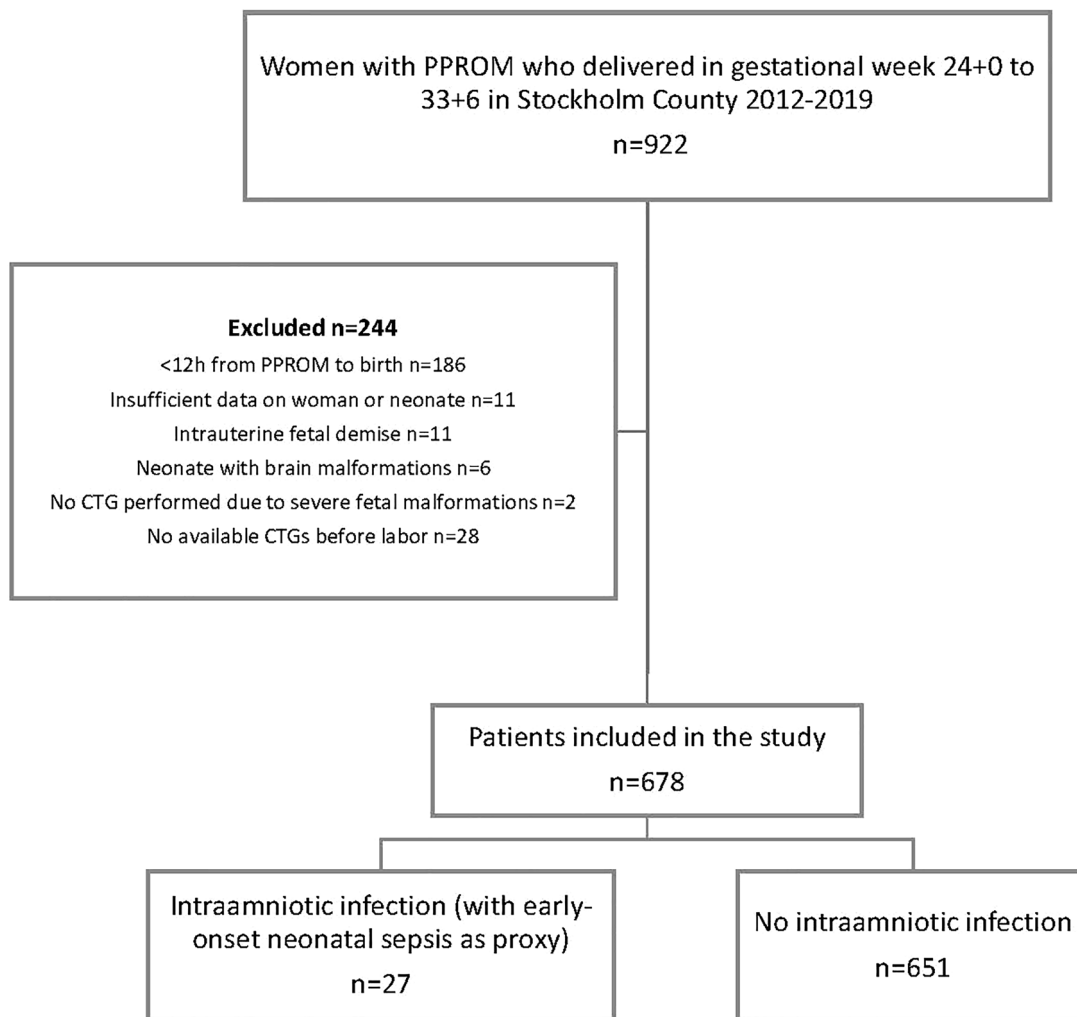 Women with PPROM who delivered in gestational week 24+0 to
33+6 in Stockholm County 2012-2019
n=922
Excluded n=244
<12h from PPROM to birth n=186
Insufficient data on woman or neonate n=11
Intrauterine fetal demise n=11
Neonate with brain malformations n=6
No CTG performed due to severe fetal malformations n=2
No available CTGs before labor n=28
Patients included in the study
n=678
Intraamniotic infection (with early-
onset neonatal sepsis as proxy)
n=27
No intraamniotic infection
n=651